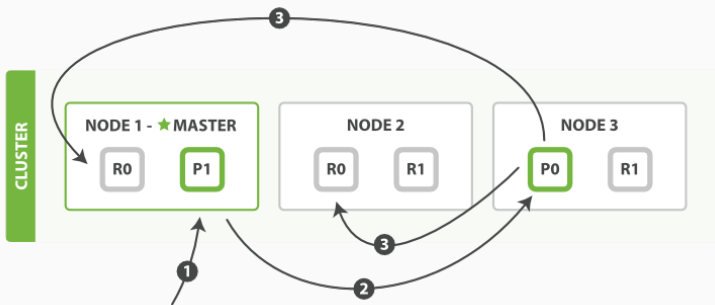 3
CLUSTER
NODE 1 - ★ MASTER
R0 P1
NODE 2
R0 R1
NODE 3
P0 R1
3
1
2